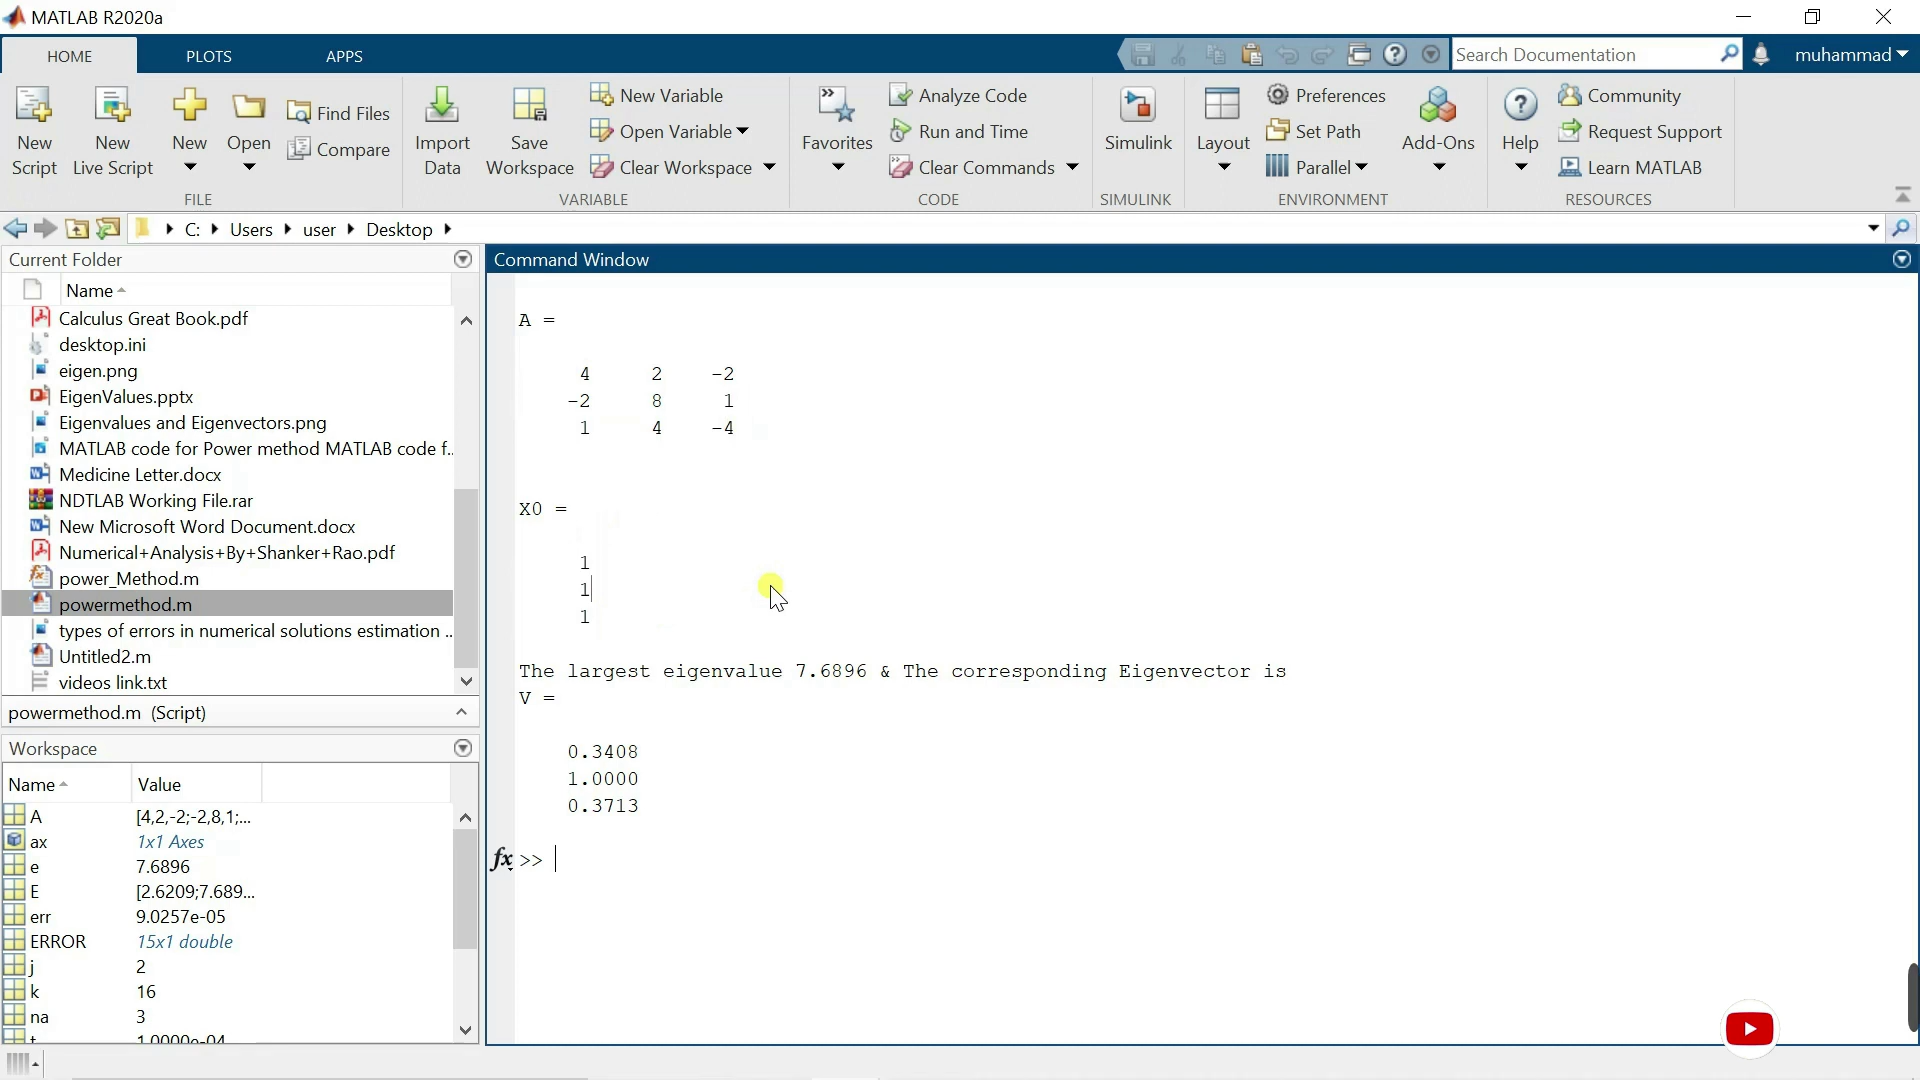 MATLAB R2020a
HOME PLOTS APPS
Search Documentation
muhammad
New Script
New Live Script
New
Open
Find Files
Compare
FILE
Import Data
Save Workspace
New Variable
Open Variable
Clear Workspace
VARIABLE
Favorites
Analyze Code
Run and Time
Clear Commands
CODE
Simulink
SIMULINK
Layout
Preferences
Set Path
Parallel
Add-Ons
ENVIRONMENT
Help
Community
Request Support
Learn MATLAB
RESOURCES
C: Users user Desktop
Current Folder
Name
Calculus Great Book.pdf
desktop.ini
eigen.png
EigenValues.pptx
Eigenvalues and Eigenvectors.png
MATLAB code for Power method MATLAB code f..
Medicine Letter.docx
NDTLAB Working File.rar
New Microsoft Word Document.docx
Numerical+Analysis+By+Shanker+Rao.pdf
power_Method.m
powermethod.m
types of errors in numerical solutions estimation ..
Untitled2.m
videos link.txt
powermethod.m (Script)
Workspace
Name Value
A [4,2,-2;-2,8,1;...
ax 1x1 Axes
e 7.6896
E [2.6209;7.689...
err 9.0257e-05
ERROR 15x1 double
j 2
k 16
na 3
t 1.0000e-04
Command Window
A =
4 2 -2
-2 8 1
1 4 -4
X0 =
1
1
1
The largest eigenvalue 7.6896 & The corresponding Eigenvector is
V =
0.3408
1.0000
0.3713
fx >>